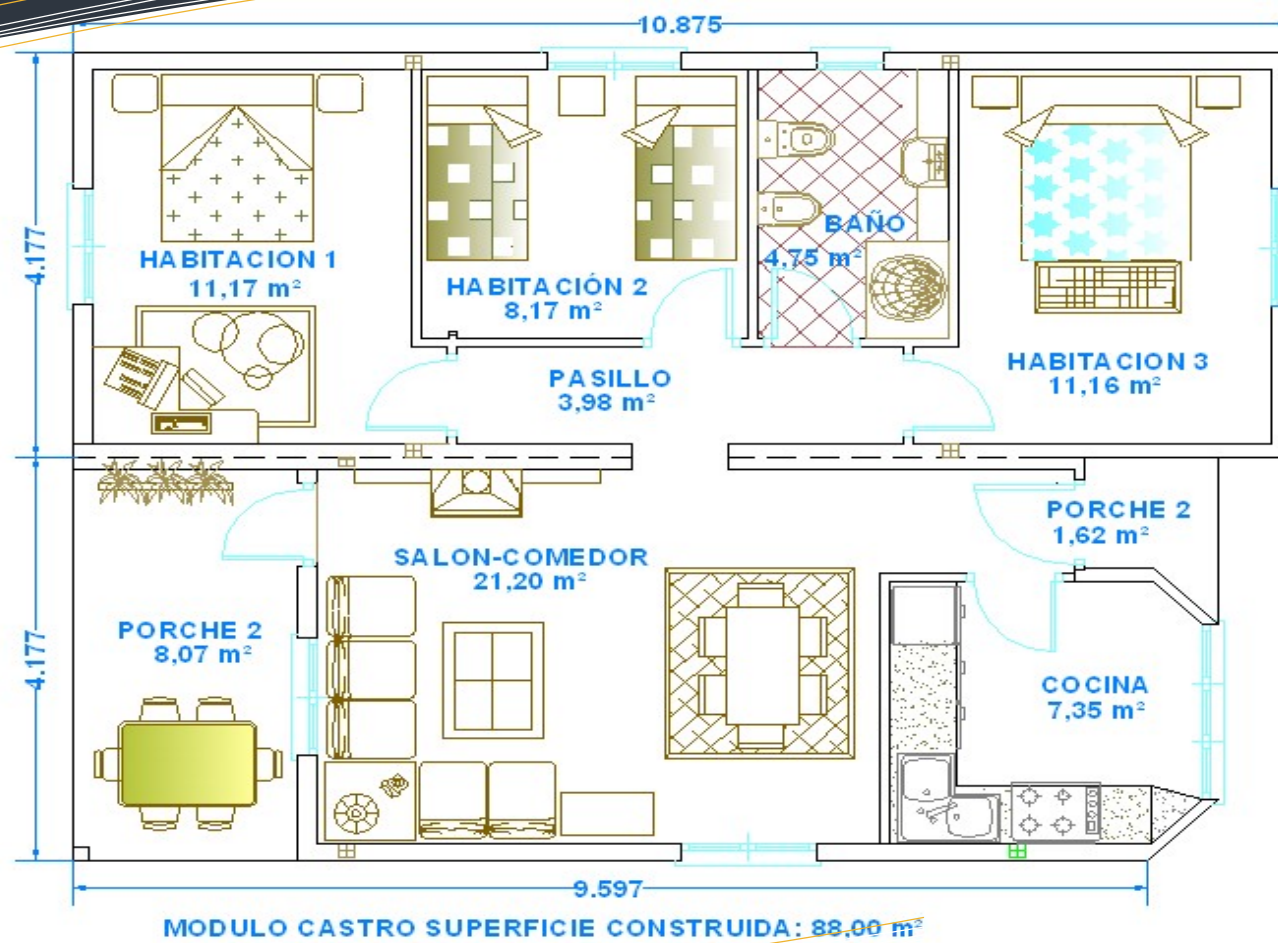 10.875
4.177
HABITACION 1
11,17 m²
HABITACIÓN 2
8,17 m²
BAÑO
4,75 m²
HABITACION 3
11,16 m²
PASILLO
3,98 m²
4.177
PORCHE 2
8,07 m²
SALON-COMEDOR
21,20 m²
PORCHE 2
1,62 m²
COCINA
7,35 m²
9.597
MODULO CASTRO SUPERFICIE CONSTRUIDA: 88,00 m²